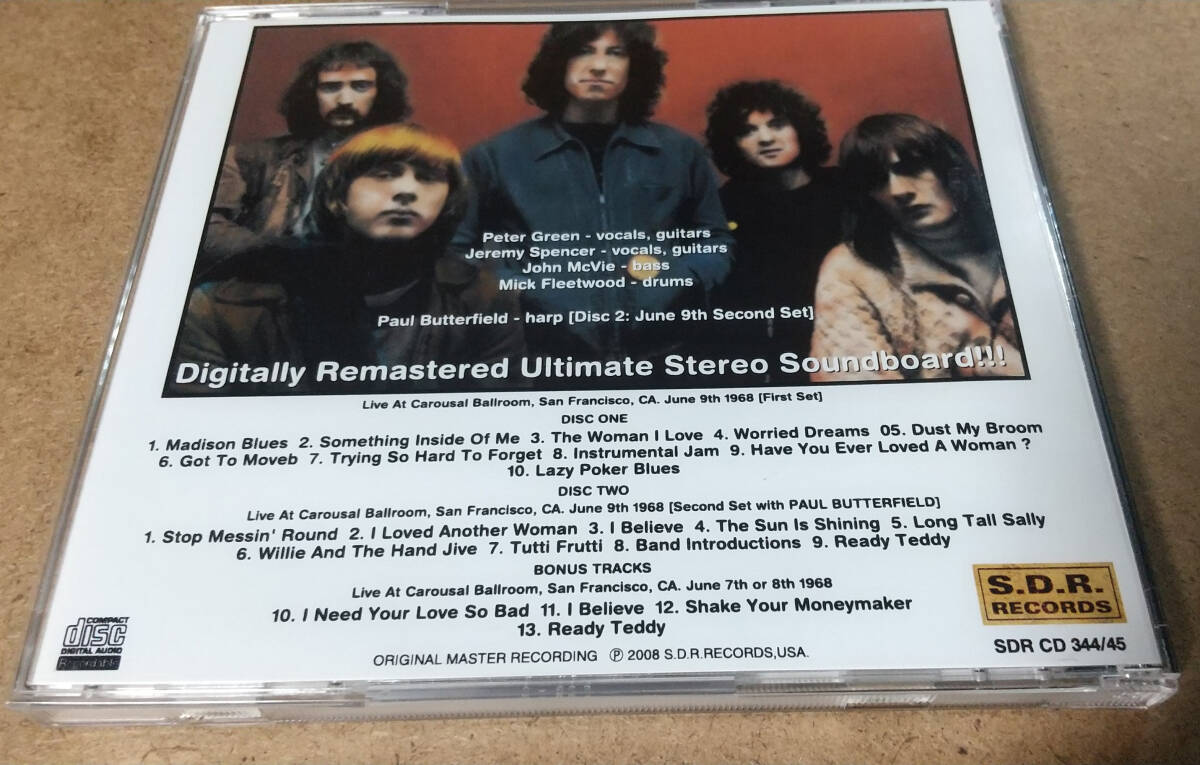 Peter Green - vocals, guitars
Jeremy Spencer - vocals, guitars
John McVie - bass
Mick Fleetwood - drums
Paul Butterfield - harp [Disc 2: June 9th Second Set]
Digitally Remastered Ultimate Stereo Soundboard!!!
Live At Carousal Ballroom, San Francisco, CA. June 9th 1968 [First Set]
DISC ONE
1. Madison Blues 2. Something Inside Of Me 3. The Woman I Love 4. Worried Dreams 05. Dust My Broom
6. Got To Moveb 7. Trying So Hard To Forget 8. Instrumental Jam 9. Have You Ever Loved A Woman ?
10. Lazy Poker Blues
DISC TWO
Live At Carousal Ballroom, San Francisco, CA. June 9th 1968 [Second Set with PAUL BUTTERFIELD]
1. Stop Messin' Round 2. I Loved Another Woman 3. I Believe 4. The Sun Is Shining 5. Long Tall Sally
6. Willie And The Hand Jive 7. Tutti Frutti 8. Band Introductions 9. Ready Teddy
BONUS TRACKS
Live At Carousal Ballroom, San Francisco, CA. June 7th or 8th 1968
10. I Need Your Love So Bad 11. I Believe 12. Shake Your Moneymaker
13. Ready Teddy
S.D.R.
RECORDS
COMPACT
disc
DIGITAL AUDIO
Recordable
ORIGINAL MASTER RECORDING ℗ 2008 S.D.R.RECORDS,USA.
SDR CD 344/45